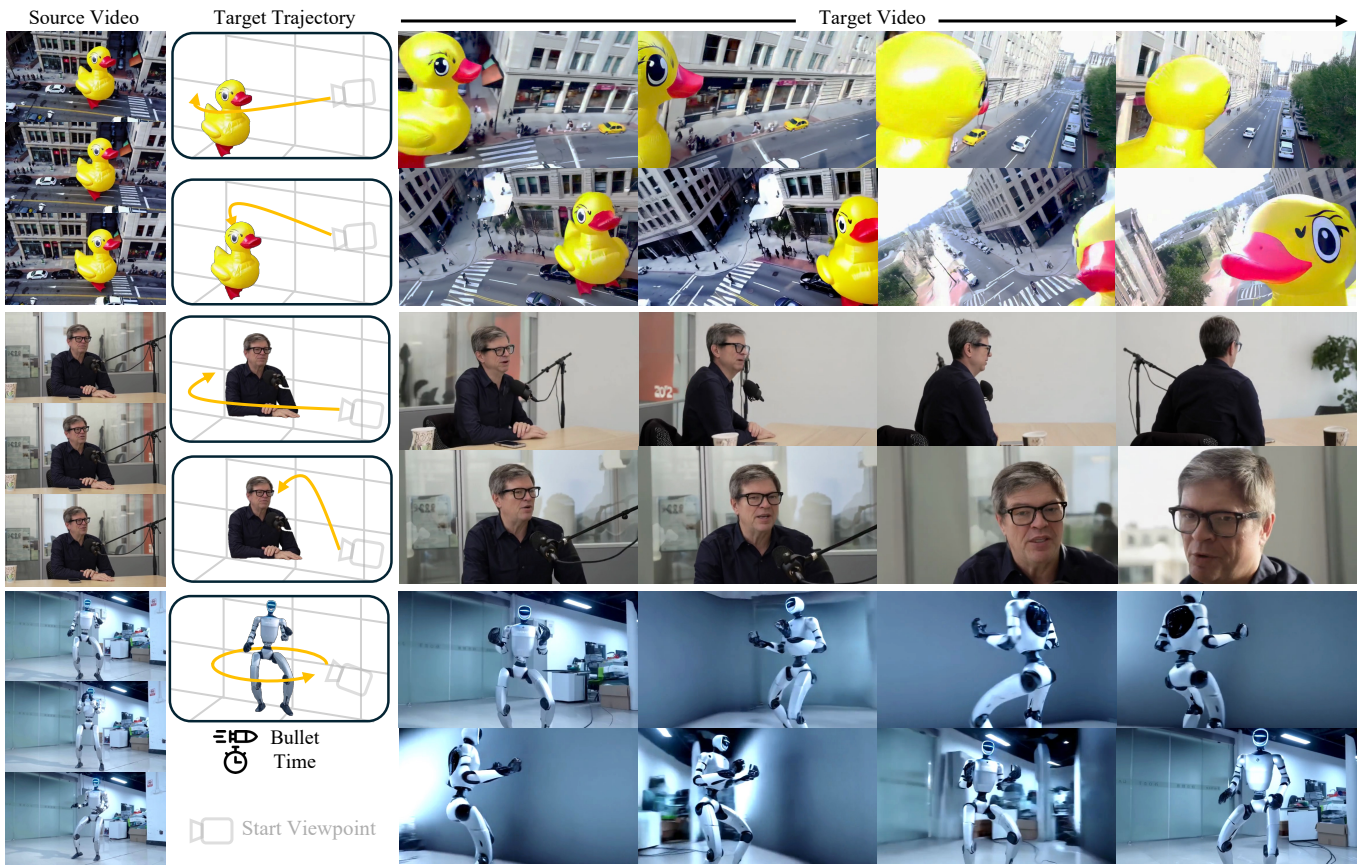 Source Video
Target Trajectory
Target Video
Bullet
Time
Start Viewpoint